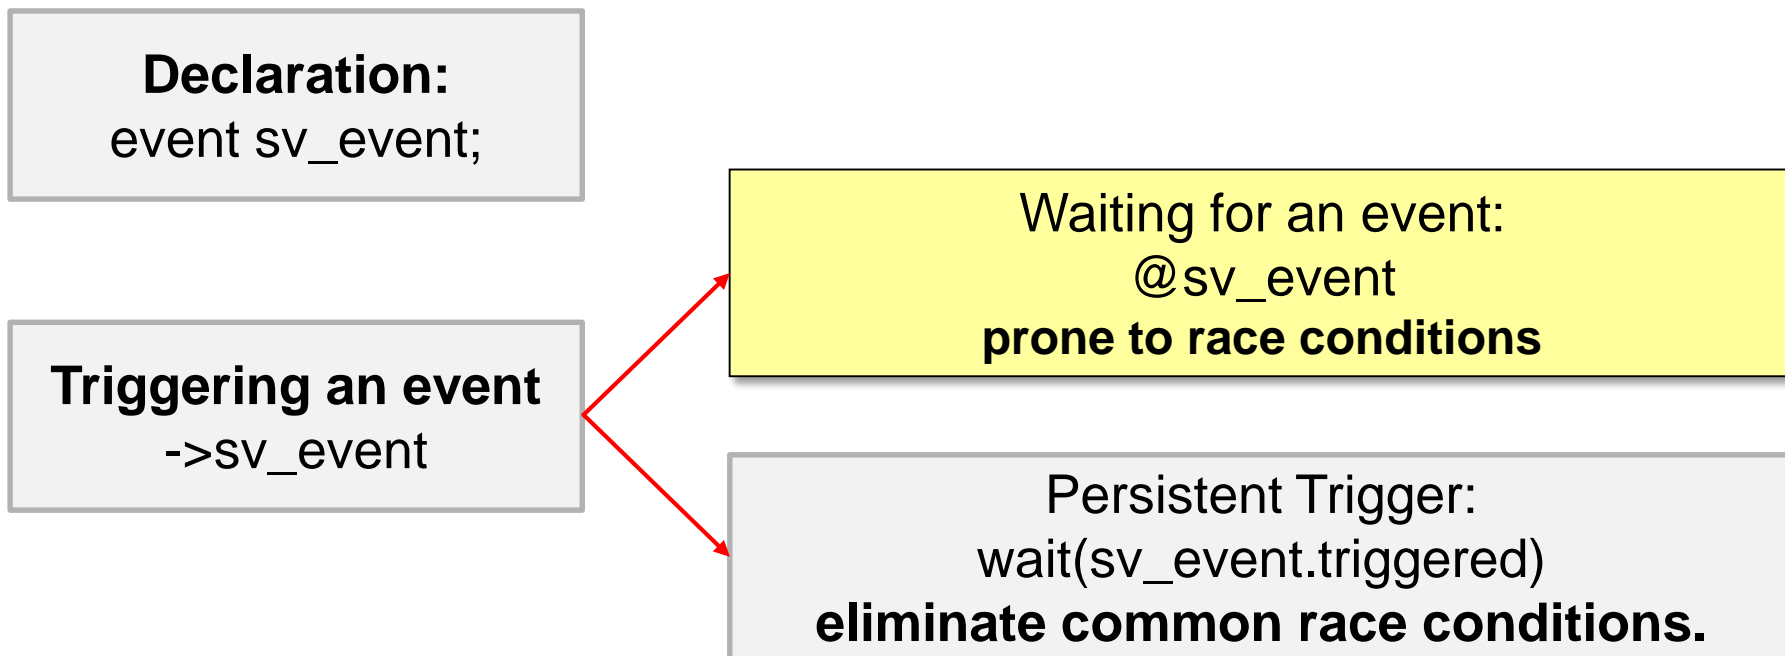 Declaration:
event sv_event;
Waiting for an event:
@sv_event
prone to race conditions
Triggering an event
->sv_event
Persistent Trigger:
wait(sv_event.triggered)
eliminate common race conditions.